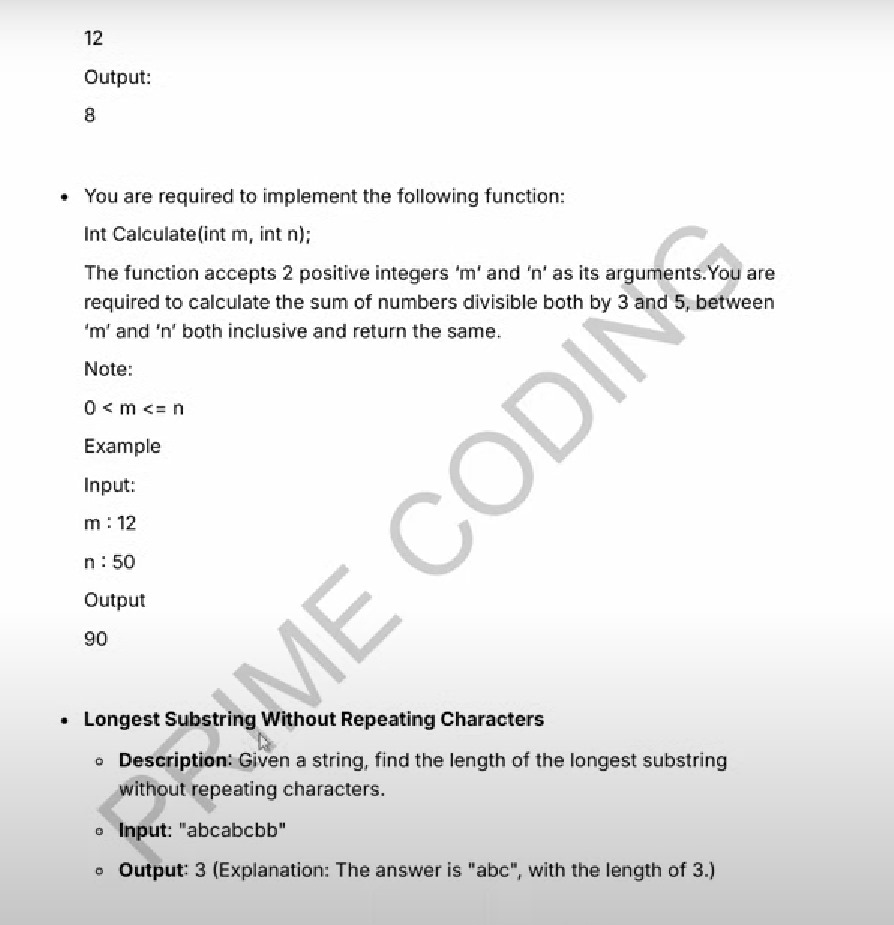 12
Output:
8
• You are required to implement the following function:
Int Calculate(int m, int n);
The function accepts 2 positive integers ‘m’ and ‘n’ as its arguments.You are
required to calculate the sum of numbers divisible both by 3 and 5, between
‘m’ and ‘n’ both inclusive and return the same.
Note:
0 < m <= n
Example
Input:
m : 12
n : 50
Output
90
• Longest Substring Without Repeating Characters
◦ Description: Given a string, find the length of the longest substring
without repeating characters.
◦ Input: "abcabcbb"
◦ Output: 3 (Explanation: The answer is "abc", with the length of 3.)
PRIME CODING